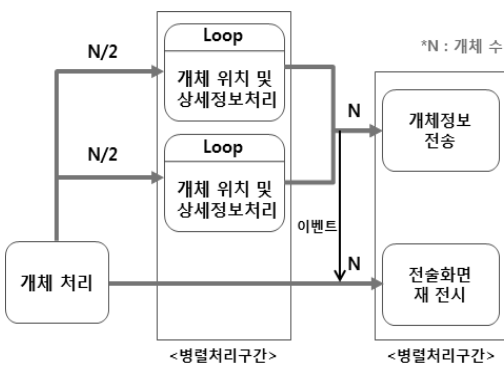 *N : 개체 수
Loop
N/2
개체 위치 및
상세정보처리
N
개체정보
전송
Loop
N/2
개체 위치 및
상세정보처리
이벤트
개체 처리
N
전술화면
재 전시
<병렬처리구간>
<병렬처리구간>